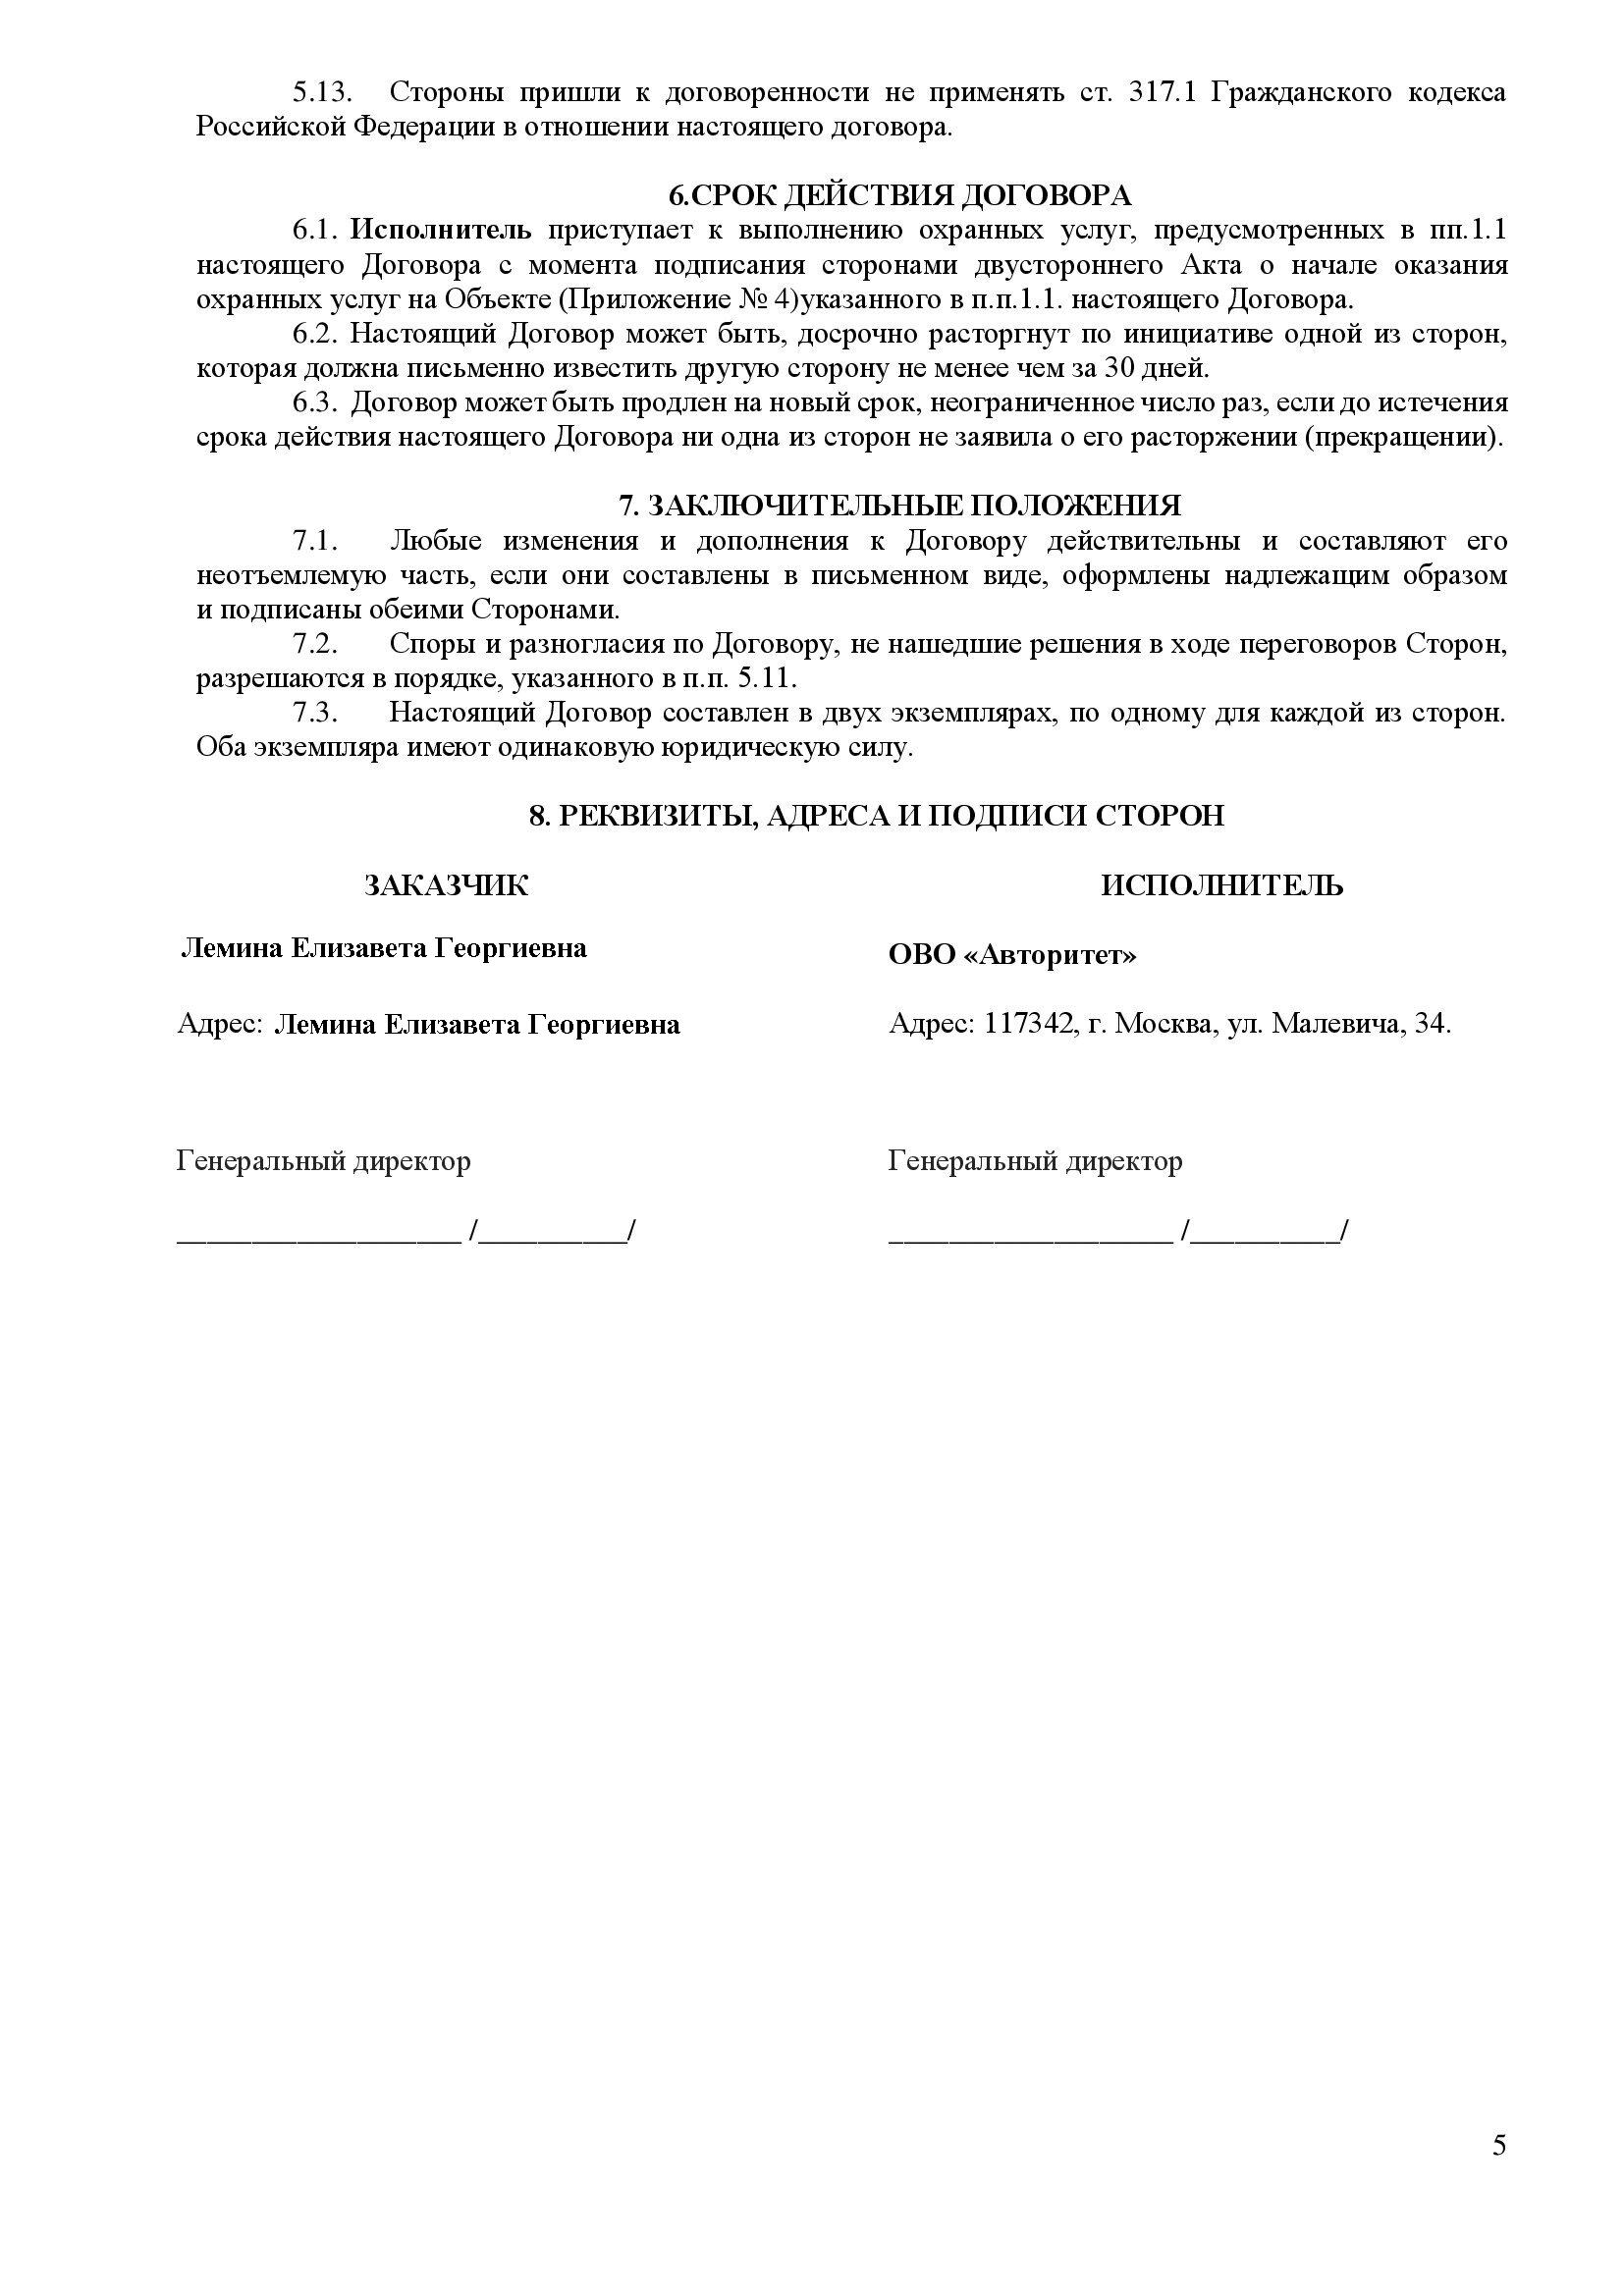 5.13. Стороны пришли к договоренности не применять ст. 317.1 Гражданского кодекса
Российской Федерации в отношении настоящего договора.
6.СРОК ДЕЙСТВИЯ ДОГОВОРА
6.1. Исполнитель приступает к выполнению охранных услуг, предусмотренных в пп.1.1
настоящего Договора с момента подписания сторонами двустороннего Акта о начале оказания
охранных услуг на Объекте (Приложение № 4)указанного в п.п.1.1. настоящего Договора.
6.2. Настоящий Договор может быть, досрочно расторгнут по инициативе одной из сторон,
которая должна письменно известить другую сторону не менее чем за 30 дней.
6.3. Договор может быть продлен на новый срок, неограниченное число раз, если до истечения
срока действия настоящего Договора ни одна из сторон не заявила о его расторжении (прекращении).
7. ЗАКЛЮЧИТЕЛЬНЫЕ ПОЛОЖЕНИЯ
7.1. Любые изменения и дополнения к Договору действительны и составляют его
неотъемлемую часть, если они составлены в письменном виде, оформлены надлежащим образом
и подписаны обеими Сторонами.
7.2. Споры и разногласия по Договору, не нашедшие решения в ходе переговоров Сторон,
разрешаются в порядке, указанного в п.п. 5.11.
7.3. Настоящий Договор составлен в двух экземплярах, по одному для каждой из сторон.
Оба экземпляра имеют одинаковую юридическую силу.
8. РЕКВИЗИТЫ, АДРЕСА И ПОДПИСИ СТОРОН
ЗАКАЗЧИК
Лемина Елизавета Георгиевна
Адрес: Лемина Елизавета Георгиевна
Генеральный директор
___________________ /__________/
ИСПОЛНИТЕЛЬ
ОВО «Авторитет»
Адрес: 117342, г. Москва, ул. Малевича, 34.
Генеральный директор
___________________ /__________/
5